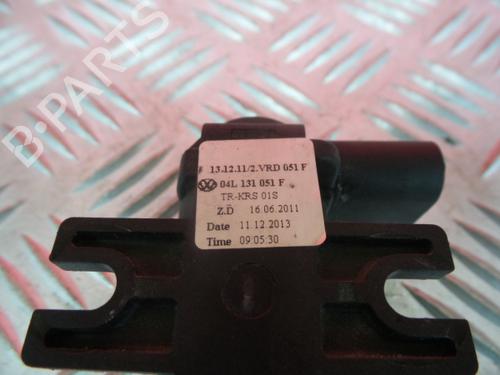 B-PARTS
13.12.11/2.VRD 051 F
04L 131 051 F
TR-KRS 01S
Z.D 16.06.2011
Date 11.12.2013
Time 09:05:30